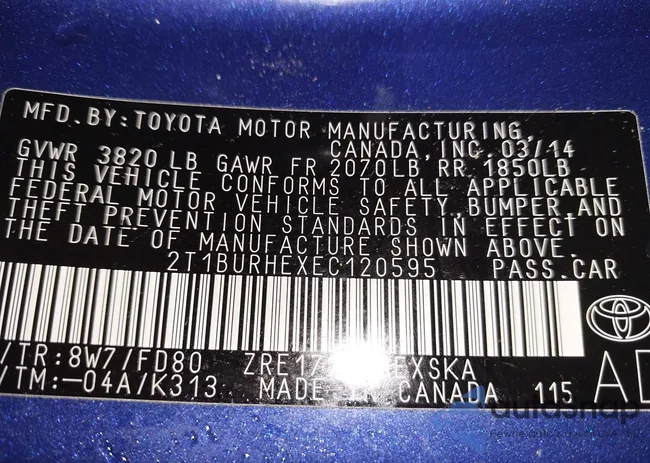 MFD. BY: TOYOTA MOTOR MANUFACTURING,
CANADA, INC. 03/14
GVWR 3820 LB GAWR FR 2070LB RR 1850LB
THIS VEHICLE CONFORMS TO ALL APPLICABLE
FEDERAL MOTOR VEHICLE SAFETY, BUMPER, AND
THEFT PREVENTION STANDARDS IN EFFECT ON
THE DATE OF MANUFACTURE SHOWN ABOVE.
2T1BURHEXEC120595 PASS. CAR
/TR: 8W7/FD80 EXSKA
/TM: -04A/K313 MADE CANADA 115
autosnap